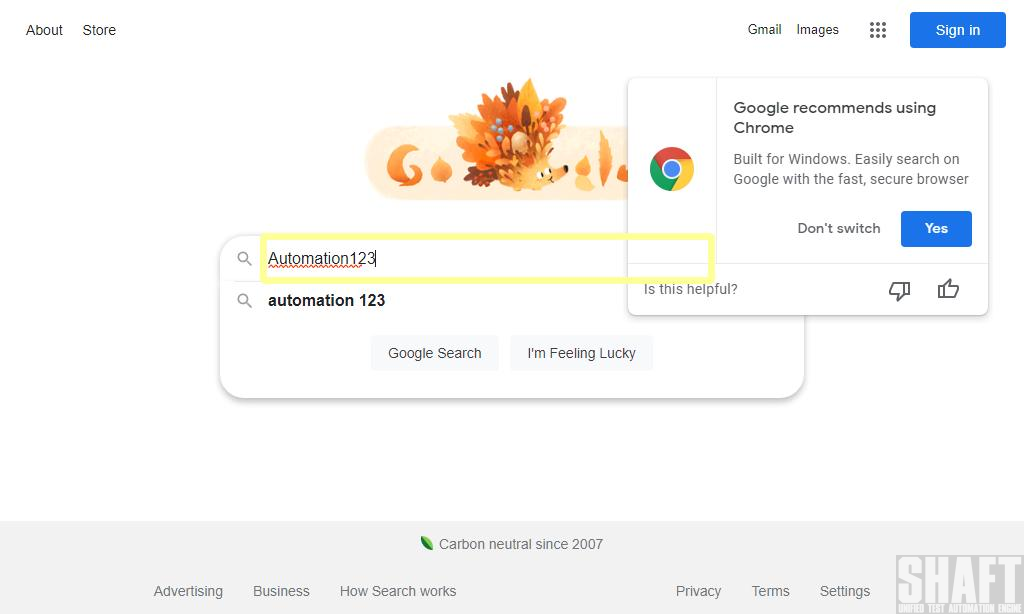 About Store
Gmail Images
Sign in
Google recommends using
Chrome
Built for Windows. Easily search on
Google with the fast, secure browser
Don't switch
Yes
Is this helpful?
Automation123
automation 123
Google Search
I'm Feeling Lucky
Carbon neutral since 2007
Advertising Business How Search works
Privacy Terms Settings
SHAFT
UNIFIED TEST AUTOMATION ENGINE